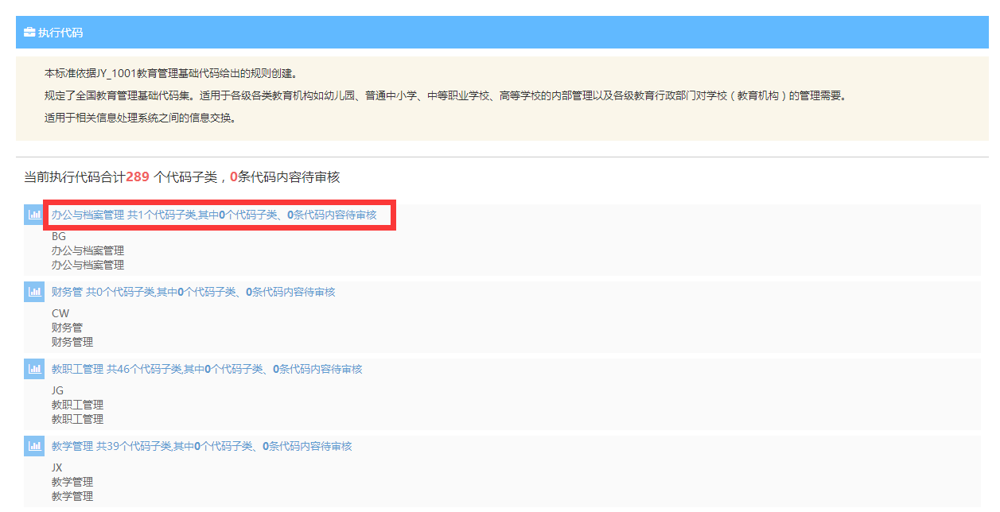 执行代码
本标准依据JY_1001教育管理基础代码给出的规则创建。
规定了全国教育管理基础代码集。适用于各级各类教育机构如幼儿园、普通中小学、中等职业学校、高等学校的内部管理以及各级教育行政部门对学校（教育机构）的管理需要。
适用于相关信息处理系统之间的信息交换。
当前执行代码合计289 个代码子类，0条代码内容待审核
办公与档案管理 共1个代码子类,其中0个代码子类、0条代码内容待审核
BG
办公与档案管理
办公与档案管理
财务管 共0个代码子类,其中0个代码子类、0条代码内容待审核
CW
财务管
财务管理
教职工管理 共46个代码子类,其中0个代码子类、0条代码内容待审核
JG
教职工管理
教职工管理
教学管理 共39个代码子类,其中0个代码子类、0条代码内容待审核
JX
教学管理
教学管理